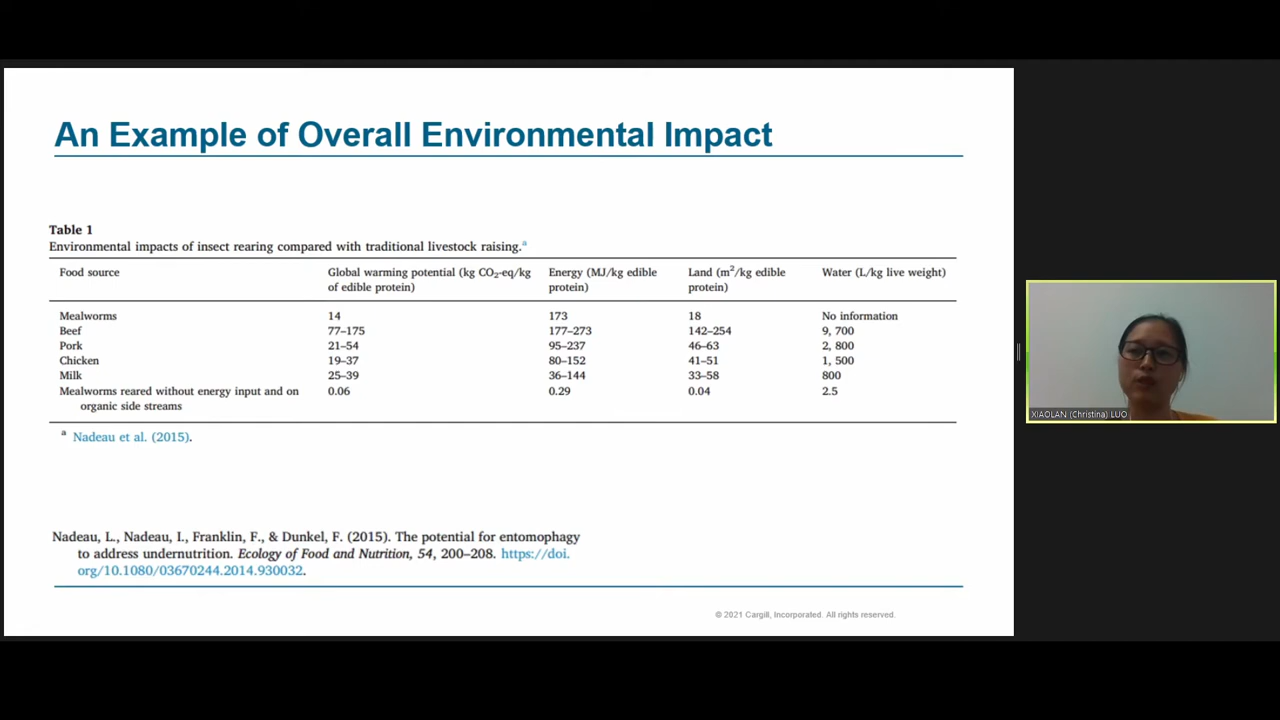 An Example of Overall Environmental Impact
Table 1
Environmental impacts of insect rearing compared with traditional livestock raising.a
Food source Global warming potential (kg CO2-eq/kg of edible protein) Energy (MJ/kg edible protein) Land (m2/kg edible protein) Water (L/kg live weight)
Mealworms 14 173 18 No information
Beef 77–175 177–273 142–254 9, 700
Pork 21–54 95–237 46–63 2, 800
Chicken 19–37 80–152 41–51 1, 500
Milk 25–39 36–144 33–58 800
Mealworms reared without energy input and on 0.06 0.29 0.04 2.5
organic side streams
a Nadeau et al. (2015).
Nadeau, L., Nadeau, I., Franklin, F., & Dunkel, F. (2015). The potential for entomophagy
to address undernutrition. Ecology of Food and Nutrition, 54, 200–208. https://doi.
org/10.1080/03670244.2014.930032.
© 2021 Cargill, Incorporated. All rights reserved.
XIAOLAN (Christina) LUO